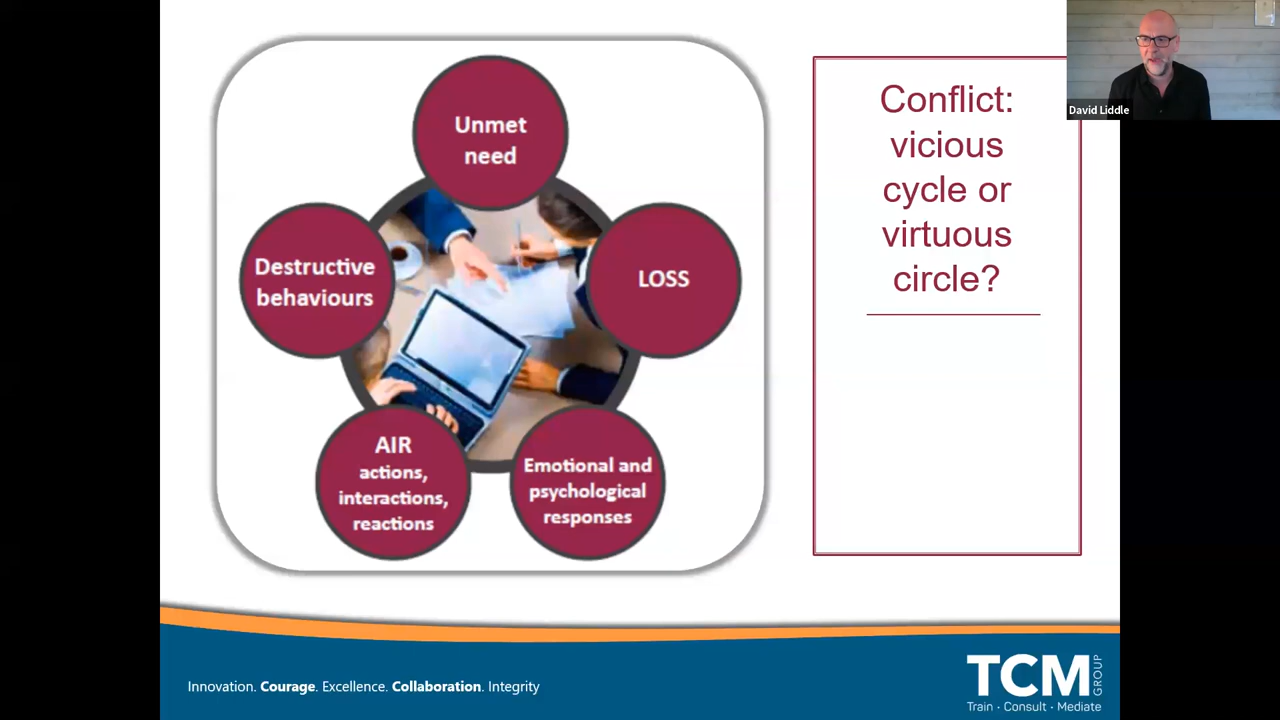 Unmet
need
LOSS
Emotional and
psychological
responses
AIR
actions,
interactions,
reactions
Destructive
behaviours
Conflict:
vicious
cycle or
virtuous
circle?
David Liddle
Innovation. Courage. Excellence. Collaboration. Integrity
TCM
GROUP
Train · Consult · Mediate